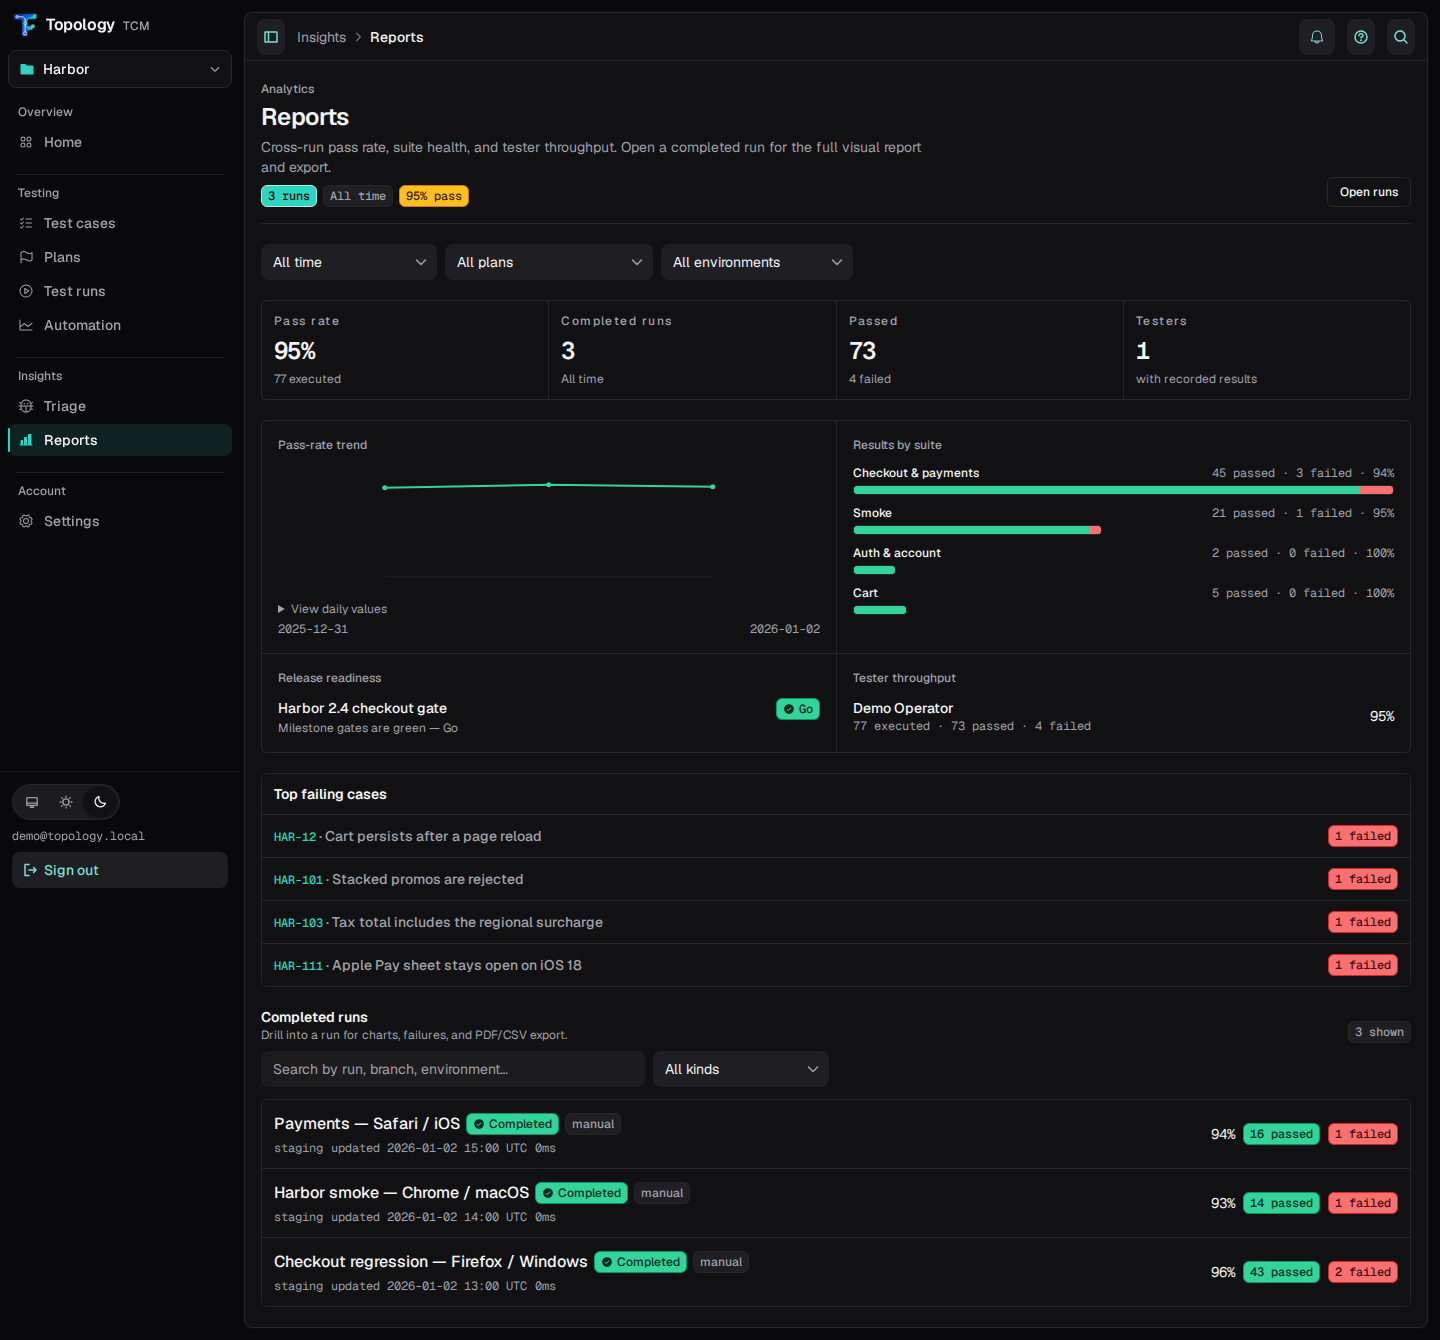 Topology TCM
Harbor
Overview
Home
Testing
Test cases
Plans
Test runs
Automation
Insights
Triage
Reports
Account
Settings
demo@topology.local
Sign out
Insights > Reports
Analytics
Reports
Cross-run pass rate, suite health, and tester throughput. Open a completed run for the full visual report
and export.
3 runs All time 95% pass
Open runs
All time All plans All environments
Pass rate
95%
77 executed
Completed runs
3
All time
Passed
73
4 failed
Testers
1
with recorded results
Pass-rate trend
View daily values
2025-12-31 2026-01-02
Results by suite
Checkout & payments 45 passed · 3 failed · 94%
Smoke 21 passed · 1 failed · 95%
Auth & account 2 passed · 0 failed · 100%
Cart 5 passed · 0 failed · 100%
Release readiness
Harbor 2.4 checkout gate Go
Milestone gates are green — Go
Tester throughput
Demo Operator
77 executed · 73 passed · 4 failed
95%
Top failing cases
HAR-12 · Cart persists after a page reload 1 failed
HAR-101 · Stacked promos are rejected 1 failed
HAR-103 · Tax total includes the regional surcharge 1 failed
HAR-111 · Apple Pay sheet stays open on iOS 18 1 failed
Completed runs
Drill into a run for charts, failures, and PDF/CSV export.
3 shown
Search by run, branch, environment… All kinds
Payments — Safari / iOS Completed manual
staging updated 2026-01-02 15:00 UTC 0ms
94% 16 passed 1 failed
Harbor smoke — Chrome / macOS Completed manual
staging updated 2026-01-02 14:00 UTC 0ms
93% 14 passed 1 failed
Checkout regression — Firefox / Windows Completed manual
staging updated 2026-01-02 13:00 UTC 0ms
96% 43 passed 2 failed